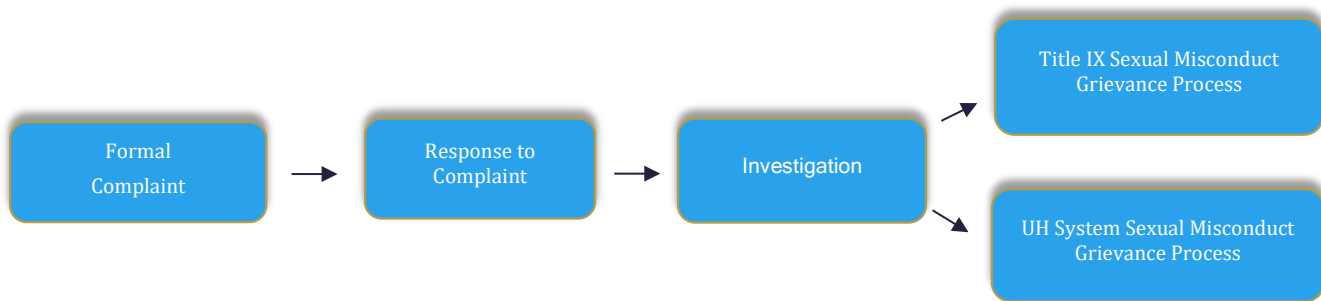 Formal
Complaint
Response to
Complaint
Investigation
Title IX Sexual Misconduct
Grievance Process
UH System Sexual Misconduct
Grievance Process